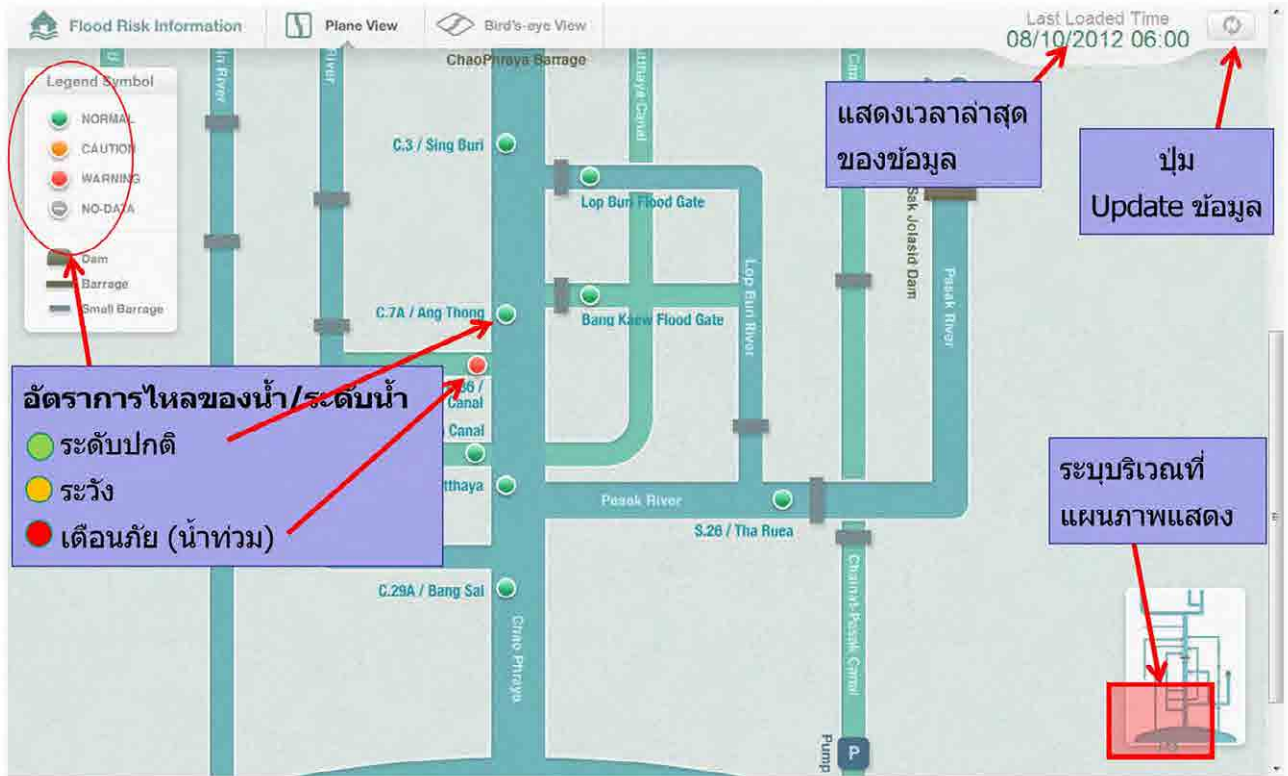 Flood Risk Information
Plane View
Bird's-eye View
Last Loaded Time
08/10/2012 06:00
ChaoPhraya Barrage
Legend Symbol
NORMAL
CAUTION
WARNING
NO-DATA
Dam
Barrage
Small Barrage
River
River
Canal
C.3 / Sing Buri
Lop Buri Flood Gate
C.7A / Ang Thong
Bang Kaew Flood Gate
Lop Buri River
Sak Jolasid Dam
Pasak River
Canal
Canal
Pasak River
S.26 / Tha Ruea
C.29A / Bang Sai
Chao Phraya
Chainat-Pasak Canal
Pump
P
แสดงเวลาล่าสุด
ของข้อมูล
ปุ่ม
Update ข้อมูล
อัตราการไหลของน้ำ/ระดับน้ำ
ระดับปกติ
ระวัง
เตือนภัย (น้ำท่วม)
ระบุบริเวณที่
แผนภาพแสดง